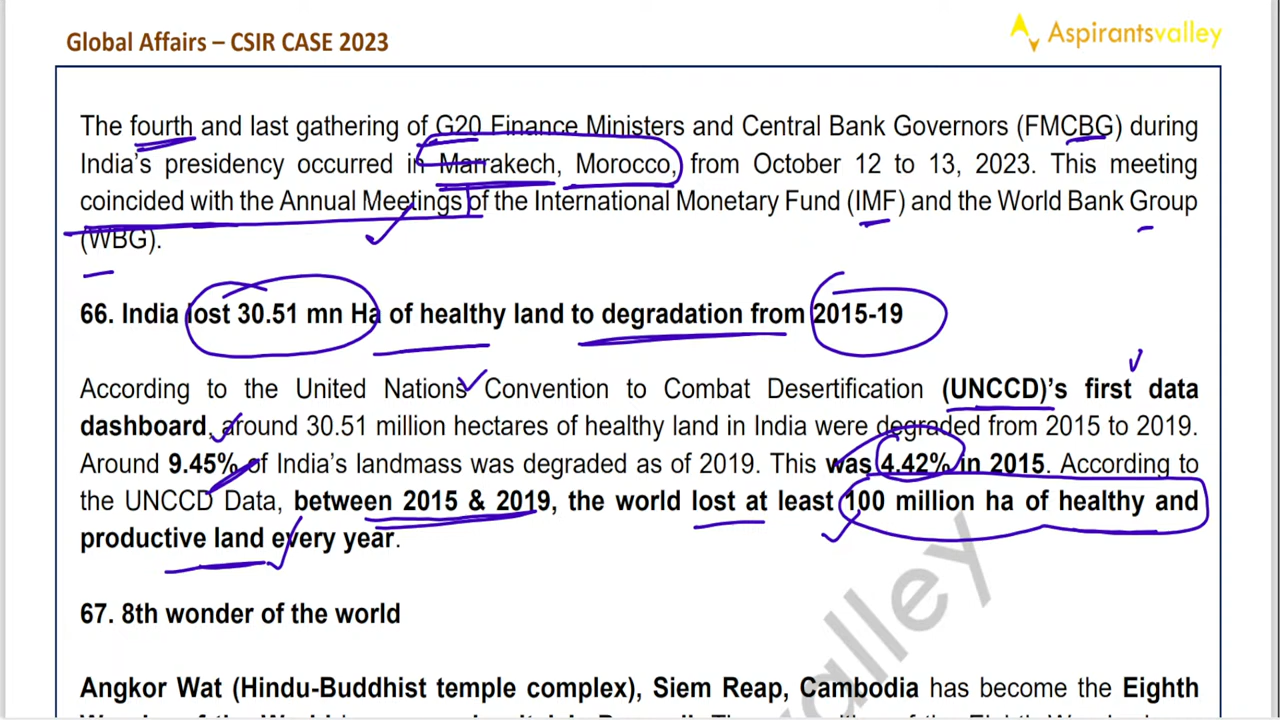 Global Affairs – CSIR CASE 2023
Aspirantsvalley
The fourth and last gathering of G20 Finance Ministers and Central Bank Governors (FMCBG) during
India's presidency occurred in Marrakech, Morocco, from October 12 to 13, 2023. This meeting
coincided with the Annual Meetings of the International Monetary Fund (IMF) and the World Bank Group
(WBG).
66. India lost 30.51 mn Ha of healthy land to degradation from 2015-19
According to the United Nations Convention to Combat Desertification (UNCCD)'s first data
dashboard, around 30.51 million hectares of healthy land in India were degraded from 2015 to 2019.
Around 9.45% of India's landmass was degraded as of 2019. This was 4.42% in 2015. According to
the UNCCD Data, between 2015 & 2019, the world lost at least 100 million ha of healthy and
productive land every year.
67. 8th wonder of the world
Angkor Wat (Hindu-Buddhist temple complex), Siem Reap, Cambodia has become the Eighth
valley